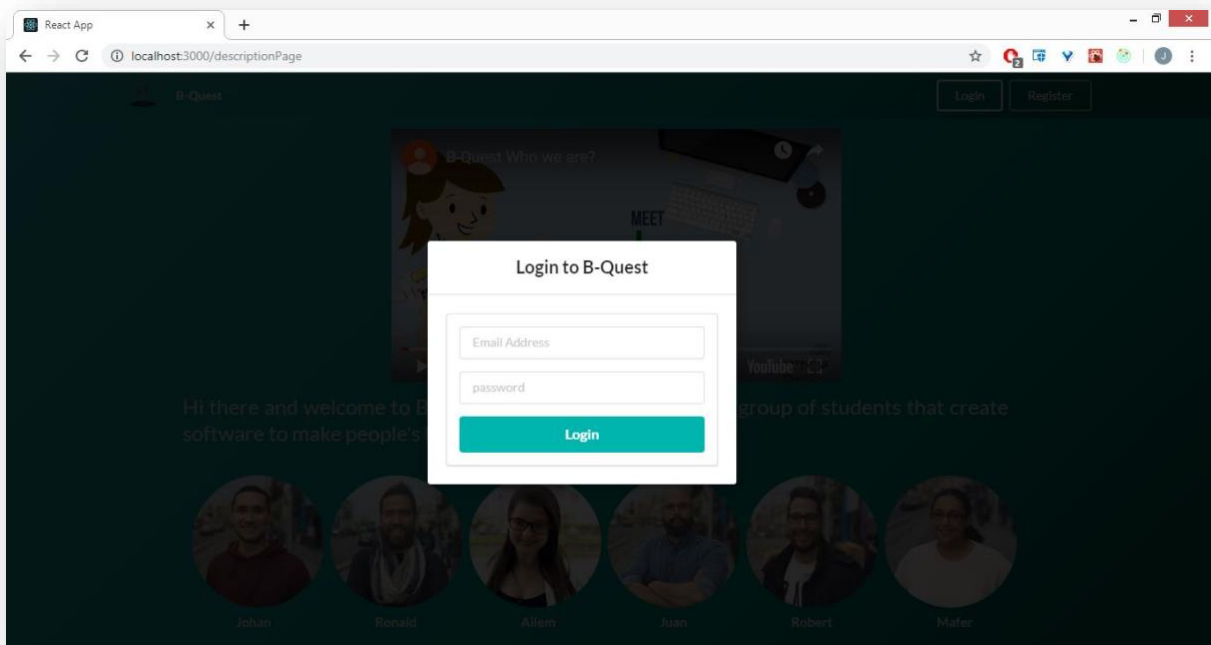 React App
localhost:3000/descriptionPage
2
J
B-Quest
Login
Register
B-Quest Who we are?
MEET
Login to B-Quest
Email Address
password
Login
YouTube
Hi there and welcome to B
group of students that create
software to make people's
Johan
Ronald
Aliem
Juan
Robert
Mafer